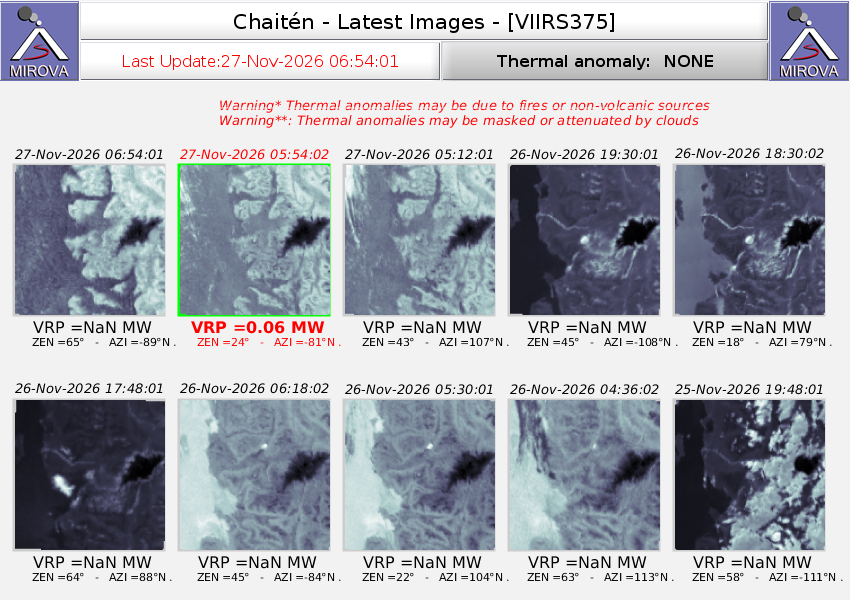 Chaitén - Latest Images - [VIIRS375]
MIROVA
Last Update:27-Nov-2026 06:54:01
Thermal anomaly: NONE
MIROVA
Warning* Thermal anomalies may be due to fires or non-volcanic sources
Warning**: Thermal anomalies may be masked or attenuated by clouds
27-Nov-2026 06:54:01
27-Nov-2026 05:54:02
27-Nov-2026 05:12:01
26-Nov-2026 19:30:01
26-Nov-2026 18:30:02
VRP =NaN MW
VRP =0.06 MW
VRP =NaN MW
VRP =NaN MW
VRP =NaN MW
ZEN =65° - AZI =-89°N .
ZEN =24° - AZI =-81°N .
ZEN =43° - AZI =107°N .
ZEN =45° - AZI =-108°N .
ZEN =18° - AZI =79°N .
26-Nov-2026 17:48:01
26-Nov-2026 06:18:02
26-Nov-2026 05:30:01
26-Nov-2026 04:36:02
25-Nov-2026 19:48:01
VRP =NaN MW
VRP =NaN MW
VRP =NaN MW
VRP =NaN MW
VRP =NaN MW
ZEN =64° - AZI =88°N .
ZEN =45° - AZI =-84°N .
ZEN =22° - AZI =104°N .
ZEN =63° - AZI =113°N .
ZEN =58° - AZI =-111°N .